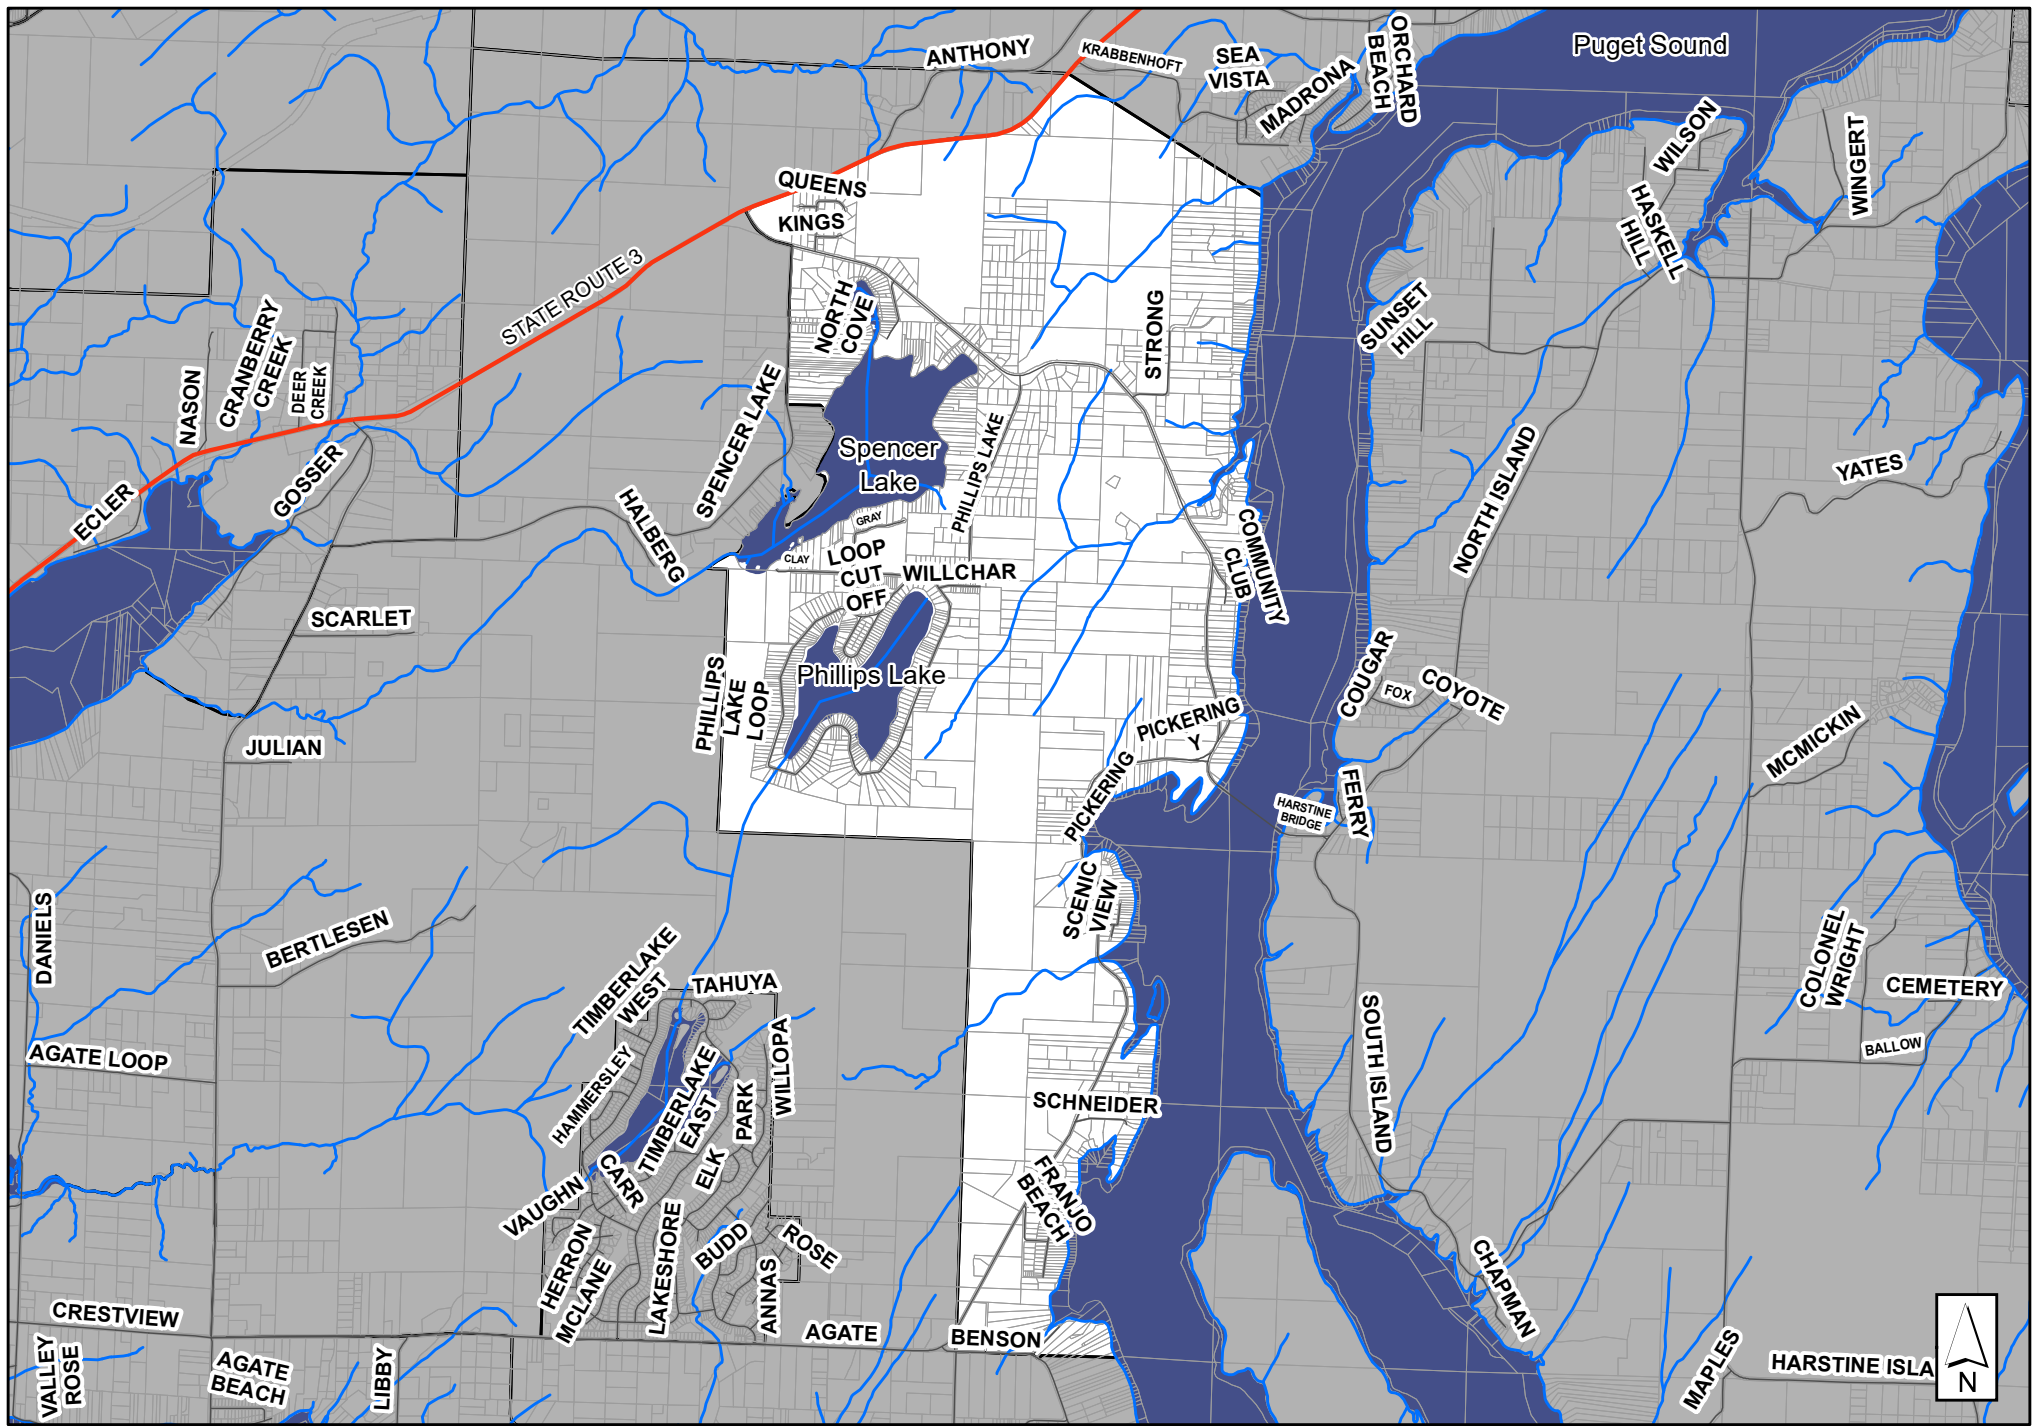 Puget Sound
ANTHONY
KRABBENHOFT
SEA
VISTA
MADRONA
ORCHARD
BEACH
WILSON
WINGERT
HASKELL
HILL
QUEENS
KINGS
STATE ROUTE 3
NORTH
COVE
SUNSET
HILL
STRONG
CRANBERRY
CREEK
DEER
CREEK
NASON
SPENCER LAKE
Spencer
Lake
PHILLIPS LAKE
NORTH ISLAND
YATES
GOSSER
ECLER
HALBERG
GRAY
CLAY
LOOP
CUT
OFF
WILLCHAR
COMMUNITY
CLUB
SCARLET
PHILLIPS
LAKE
LOOP
Phillips Lake
COUGAR
FOX
COYOTE
PICKERING
Y
JULIAN
MCMICKIN
PICKERING
HARSTINE
BRIDGE
FERRY
SCENIC
VIEW
DANIELS
BERTLESEN
TIMBERLAKE
WEST
TAHUYA
COLONEL
WRIGHT
CEMETERY
SOUTH ISLAND
BALLOW
AGATE LOOP
HAMMERSLEY
TIMBERLAKE
EAST
PARK
WILLOPA
SCHNEIDER
ELK
CARR
VAUGHN
FRANJO
BEACH
LAKESHORE
BUDD
ROSE
HERRON
MCLANE
ANNAS
CHAPMAN
CRESTVIEW
AGATE
BENSON
VALLEY
ROSE
AGATE
BEACH
LIBBY
MAPLES
HARSTINE ISLA
N